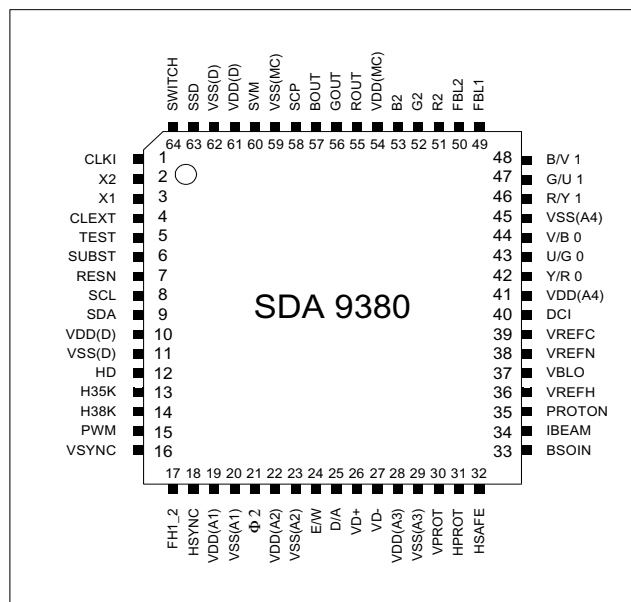 SWITCH
SSD
VSS(D)
VDD(D)
SVM
VSS(MC)
SCP
BOUT
GOUT
ROUT
VDD(MC)
B2
G2
R2
FBL2
FBL1
64 63 62 61 60 59 58 57 56 55 54 53 52 51 50 49
CLKI 1 48 B/V 1
X2 2 47 G/U 1
X1 3 46 R/Y 1
CLEXT 4 45 VSS(A4)
TEST 5 44 V/B 0
SUBST 6 43 U/G 0
RESN 7 42 Y/R 0
SCL 8 41 VDD(A4)
SDA 9 40 DCI
SDA 9380
VDD(D) 10 39 VREFC
VSS(D) 11 38 VREFN
HD 12 37 VBLO
H35K 13 36 VREFH
H38K 14 35 PROTON
PWM 15 34 IBEAM
VSYNC 16 33 BSOIN
17 18 19 20 21 22 23 24 25 26 27 28 29 30 31 32
FH1_2
HSYNC
VDD(A1)
VSS(A1)
Φ 2
VDD(A2)
VSS(A2)
E/W
D/A
VD+
VD-
VDD(A3)
VSS(A3)
VPROT
HPROT
HSAFE